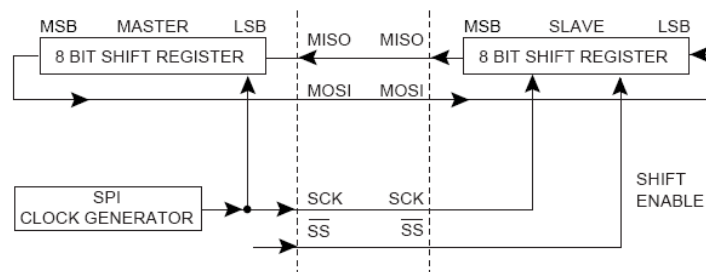 MSB MASTER LSB
8 BIT SHIFT REGISTER
MISO MISO
MSB SLAVE LSB
8 BIT SHIFT REGISTER
MOSI MOSI
SPI
CLOCK GENERATOR
SCK SCK
SS SS
SHIFT
ENABLE